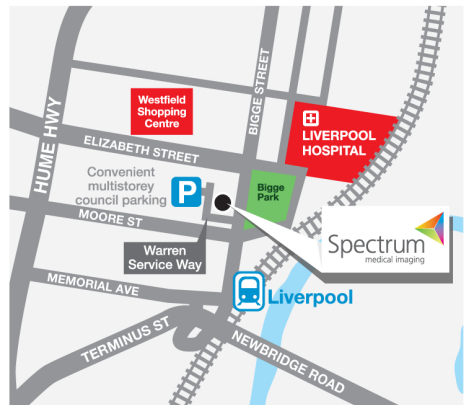 Westfield
Shopping
Centre
BIGGE STREET
HUME HWY
LIVERPOOL
HOSPITAL
ELIZABETH STREET
Convenient
multistorey
council parking
P
Bigge
Park
MOORE ST
Spectrum
medical imaging
Warren
Service Way
MEMORIAL AVE
Liverpool
TERMINUS ST
NEWBRIDGE ROAD